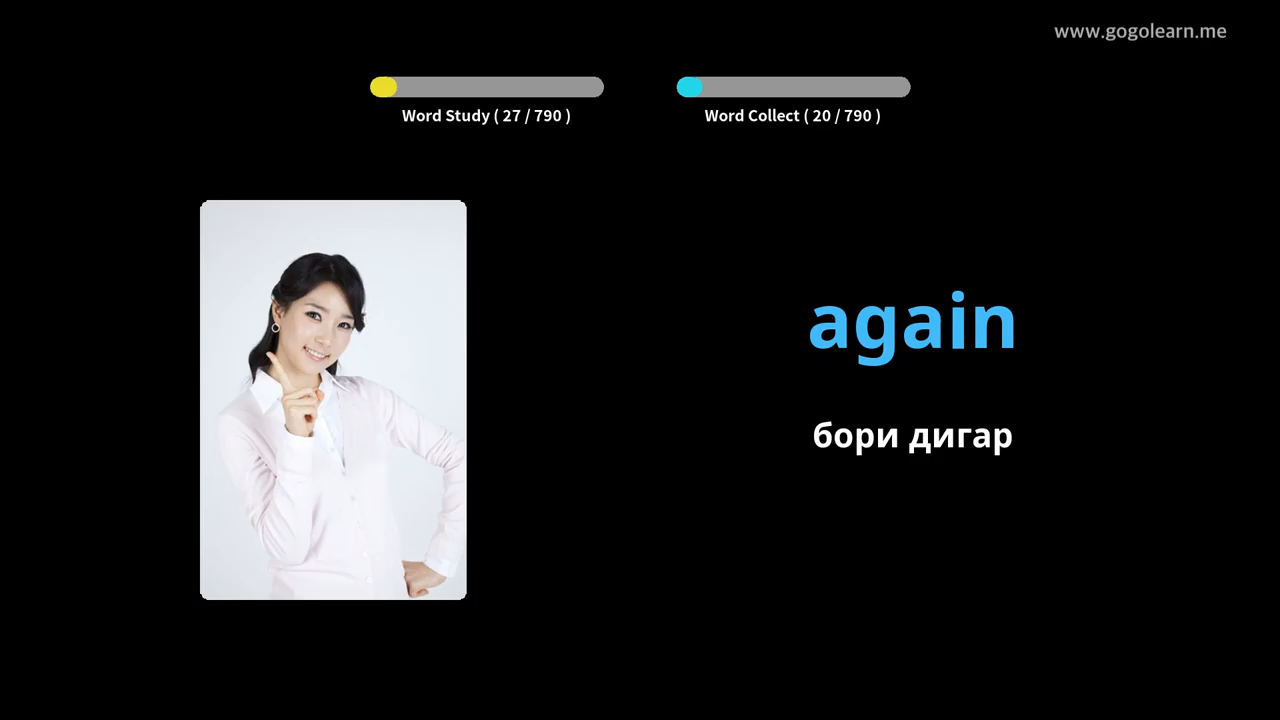 www.gogolearn.me
Word Study ( 27 / 790 )
Word Collect ( 20 / 790 )
again
бори дигар